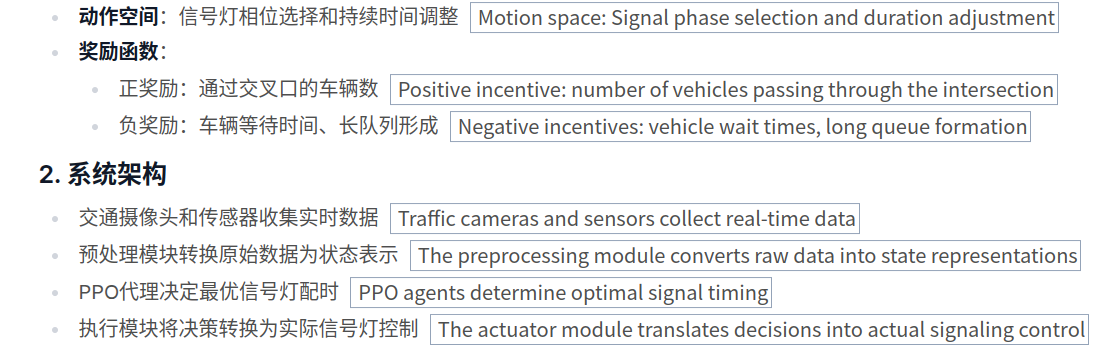 动作空间：信号灯相位选择和持续时间调整 Motion space: Signal phase selection and duration adjustment
奖励函数：
正奖励：通过交叉口的车辆数 Positive incentive: number of vehicles passing through the intersection
负奖励：车辆等待时间、长队列形成 Negative incentives: vehicle wait times, long queue formation
2. 系统架构
交通摄像头和传感器收集实时数据 Traffic cameras and sensors collect real-time data
预处理模块转换原始数据为状态表示 The preprocessing module converts raw data into state representations
PPO代理决定最优信号灯配时 PPO agents determine optimal signal timing
执行模块将决策转换为实际信号灯控制 The actuator module translates decisions into actual signaling control